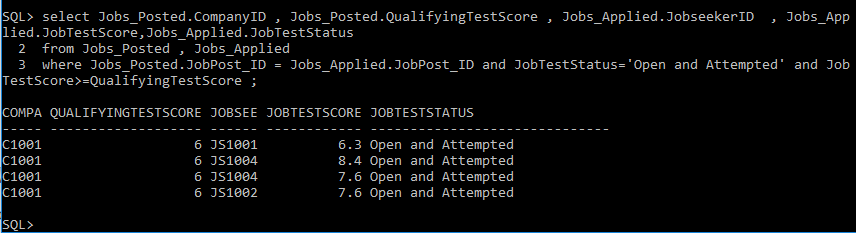 SQL> select Jobs_Posted.CompanyID , Jobs_Posted.QualifyingTestScore , Jobs_Applied.JobseekerID  , Jobs_App
lied.JobTestScore,Jobs_Applied.JobTestStatus
  2  from Jobs_Posted , Jobs_Applied
  3  where Jobs_Posted.JobPost_ID = Jobs_Applied.JobPost_ID and JobTestStatus='Open and Attempted' and Job
TestScore>=QualifyingTestScore ;
COMPA QUALIFYINGTESTSCORE JOBSEE JOBTESTSCORE JOBTESTSTATUS
----- ------------------- ------ ------------ ------------------------------
C1001                   6 JS1001          6.3 Open and Attempted
C1001                   6 JS1004          8.4 Open and Attempted
C1001                   6 JS1004          7.6 Open and Attempted
C1001                   6 JS1002          7.6 Open and Attempted
SQL>